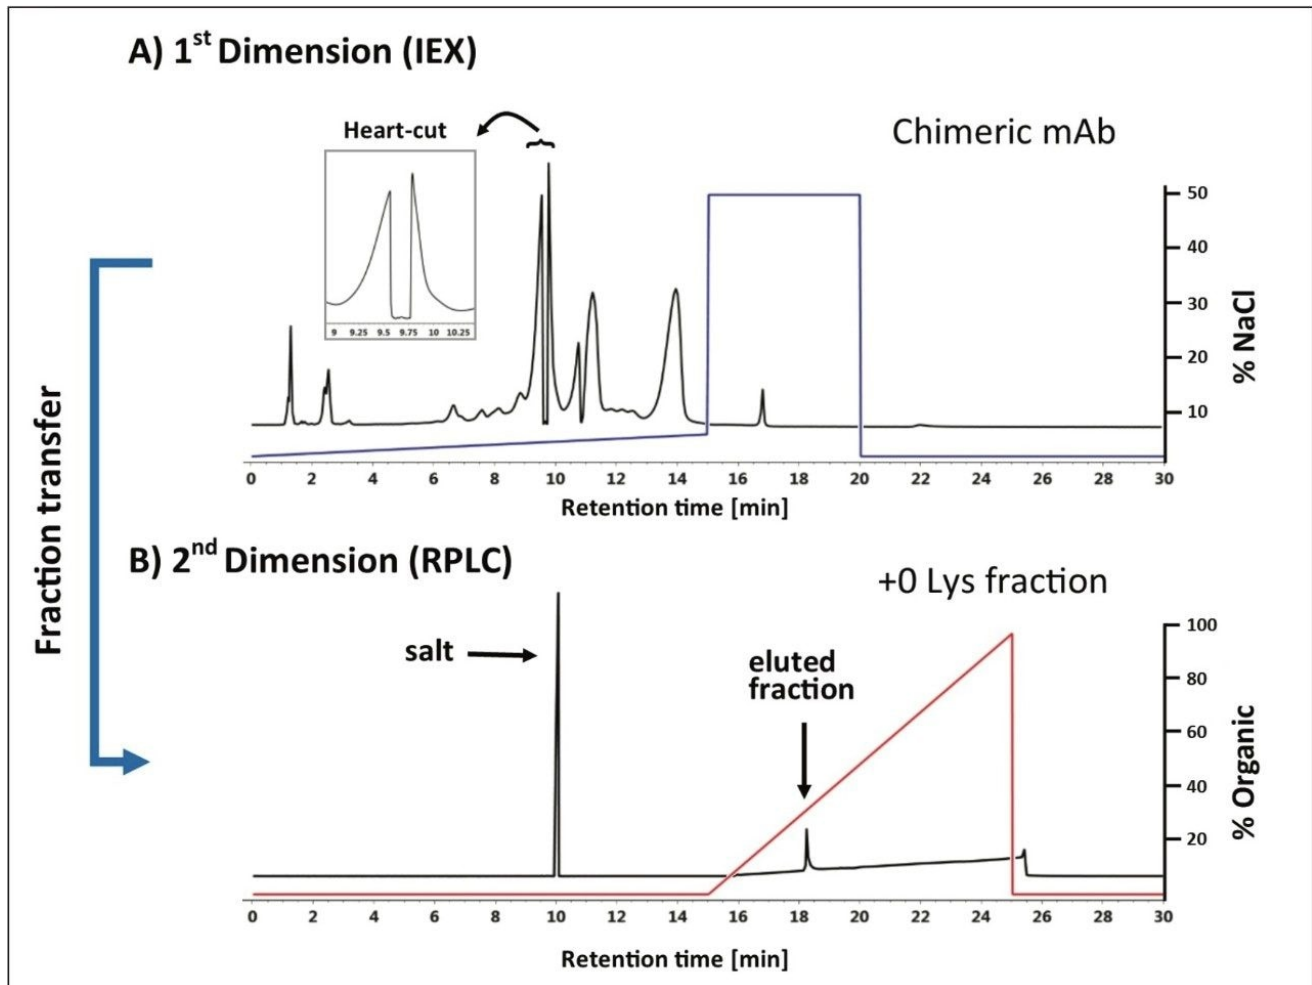 A) 1st Dimension (IEX)
Heart-cut
Chimeric mAb
9 9.25 9.5 9.75 10 10.25
50
40
30
20
10
% NaCl
0 2 4 6 8 10 12 14 16 18 20 22 24 26 28 30
Retention time [min]
Fraction transfer
B) 2nd Dimension (RPLC)
+0 Lys fraction
salt
eluted
fraction
100
80
60
40
20
% Organic
0 2 4 6 8 10 12 14 16 18 20 22 24 26 28 30
Retention time [min]